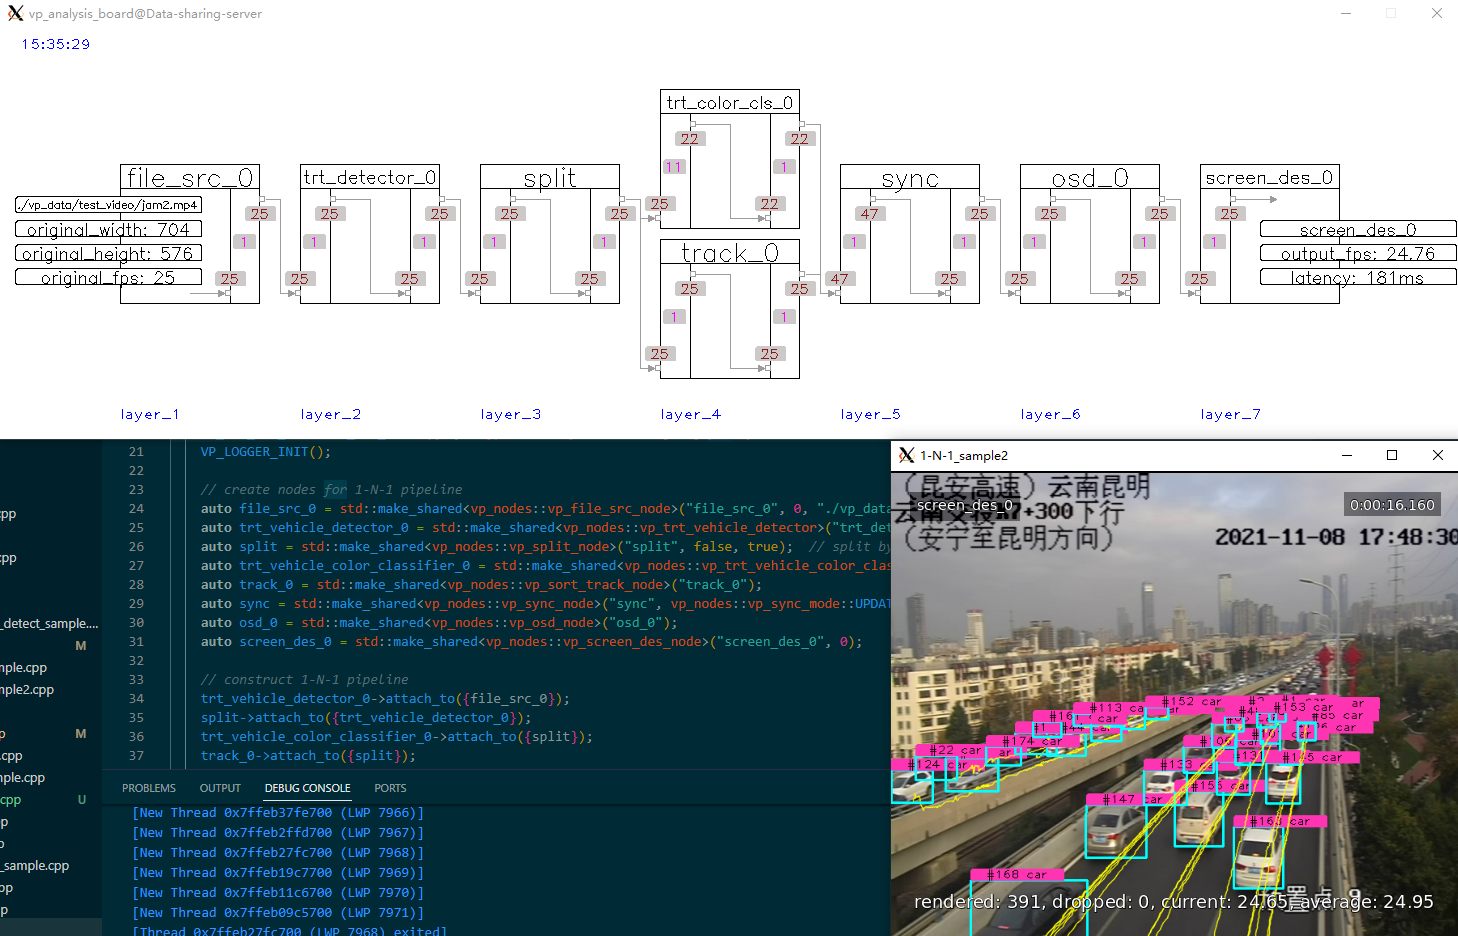 vp_analysis_board@Data-sharing-server
15:35:29
trt_color_cls_0
22
22
11
1
25
22
file_src_0
./vp_data/test_video/jam2.mp4
original_width: 704
original_height: 576
original_fps: 25
25
1
25
trt_detector_0
25
1
1
25
25
split
25
1
1
25
25
track_0
25
25
1
1
25
25
sync
47
25
1
1
47
25
osd_0
25
25
1
1
25
25
screen_des_0
25
1
25
screen_des_0
output_fps: 24.76
latency: 181ms
layer_1
layer_2
layer_3
layer_4
layer_5
layer_6
layer_7
cpp
cpp
_detect_sample....
M
mple.cpp
mple2.cpp
M
.cpp
nple.cpp
cpp
U
_sample.cpp
21 VP_LOGGER_INIT();
22
23 // create nodes for 1-N-1 pipeline
24 auto file_src_0 = std::make_shared<vp_nodes::vp_file_src_node>("file_src_0", 0, "./vp_data
25 auto trt_vehicle_detector_0 = std::make_shared<vp_nodes::vp_trt_vehicle_detector>("trt_det
26 auto split = std::make_shared<vp_nodes::vp_split_node>("split", false, true);  // split by
27 auto trt_vehicle_color_classifier_0 = std::make_shared<vp_nodes::vp_trt_vehicle_color_clas
28 auto track_0 = std::make_shared<vp_nodes::vp_sort_track_node>("track_0");
29 auto sync = std::make_shared<vp_nodes::vp_sync_node>("sync", vp_nodes::vp_sync_mode::UPDAT
30 auto osd_0 = std::make_shared<vp_nodes::vp_osd_node>("osd_0");
31 auto screen_des_0 = std::make_shared<vp_nodes::vp_screen_des_node>("screen_des_0", 0);
32
33 // construct 1-N-1 pipeline
34 trt_vehicle_detector_0->attach_to({file_src_0});
35 split->attach_to({trt_vehicle_detector_0});
36 trt_vehicle_color_classifier_0->attach_to({split});
37 track_0->attach_to({split});
PROBLEMS OUTPUT DEBUG CONSOLE PORTS
[New Thread 0x7ffeb37fe700 (LWP 7966)]
[New Thread 0x7ffeb2ffd700 (LWP 7967)]
[New Thread 0x7ffeb27fc700 (LWP 7968)]
[New Thread 0x7ffeb19c7700 (LWP 7969)]
[New Thread 0x7ffeb11c6700 (LWP 7970)]
[New Thread 0x7ffeb09c5700 (LWP 7971)]
[Thread 0x7ffeb27fc700 (LWP 7968) exited]
1-N-1_sample2
(昆安高速) 云南昆明
screen_des_0
0:00:16.160
+300下行
(安宁至昆明方向)
2021-11-08 17:48:30
#152 car
#113 car
#153 car
#174 car
#22 car
#124 car
#133 car
#145 car
#147 car
#163 car
#168 car
rendered: 391, dropped: 0, current: 24.65, average: 24.95